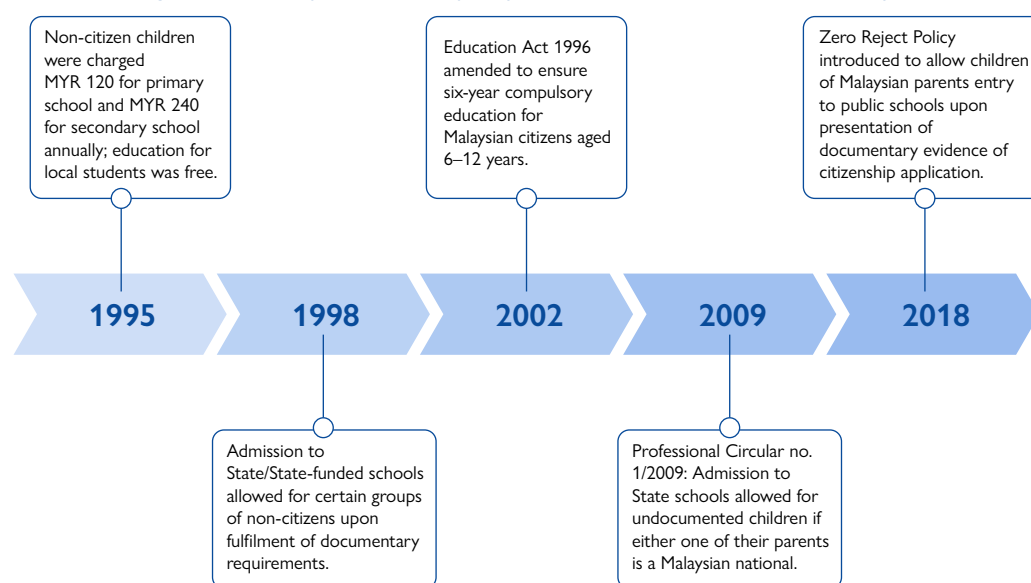 Non-citizen children
were charged
MYR 120 for primary
school and MYR 240
for secondary school
annually; education for
local students was free.
Education Act 1996
amended to ensure
six-year compulsory
education for
Malaysian citizens aged
6–12 years.
Zero Reject Policy
introduced to allow children
of Malaysian parents entry
to public schools upon
presentation of
documentary evidence of
citizenship application.
1995
1998
2002
2009
2018
Admission to
State/State-funded schools
allowed for certain groups
of non-citizens upon
fulfilment of documentary
requirements.
Professional Circular no.
1/2009: Admission to
State schools allowed for
undocumented children if
either one of their parents
is a Malaysian national.